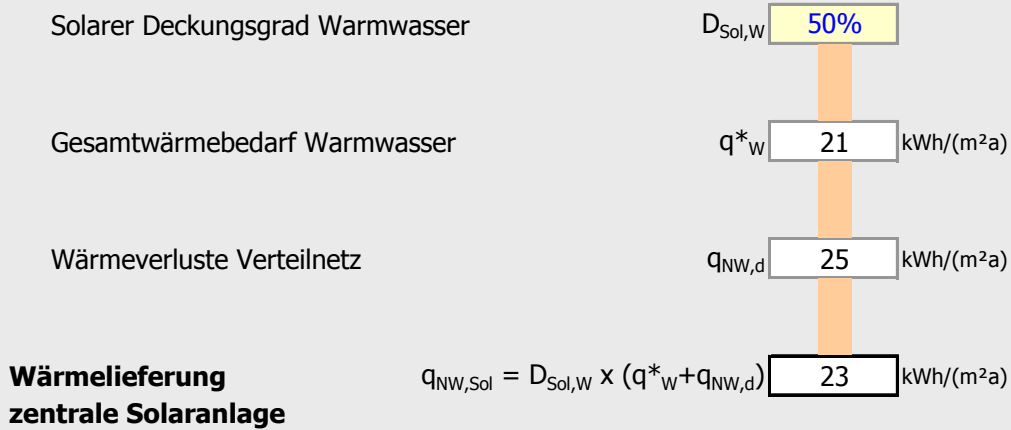 Solarer Deckungsgrad Warmwasser D_Sol,W 50%
Gesamtwärmebedarf Warmwasser q*_W 21 kWh/(m²a)
Wärmeverluste Verteilnetz q_NW,d 25 kWh/(m²a)
Wärmelieferung q_NW,Sol = D_Sol,W x (q*_W+q_NW,d) 23 kWh/(m²a)
zentrale Solaranlage